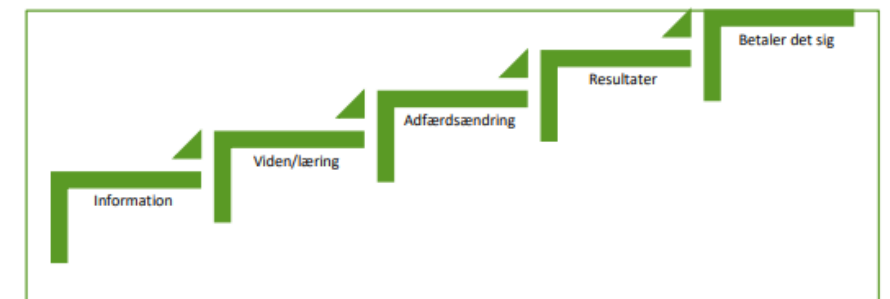 Betaler det sig
Resultater
Adfærdsændring
Viden/læring
Information